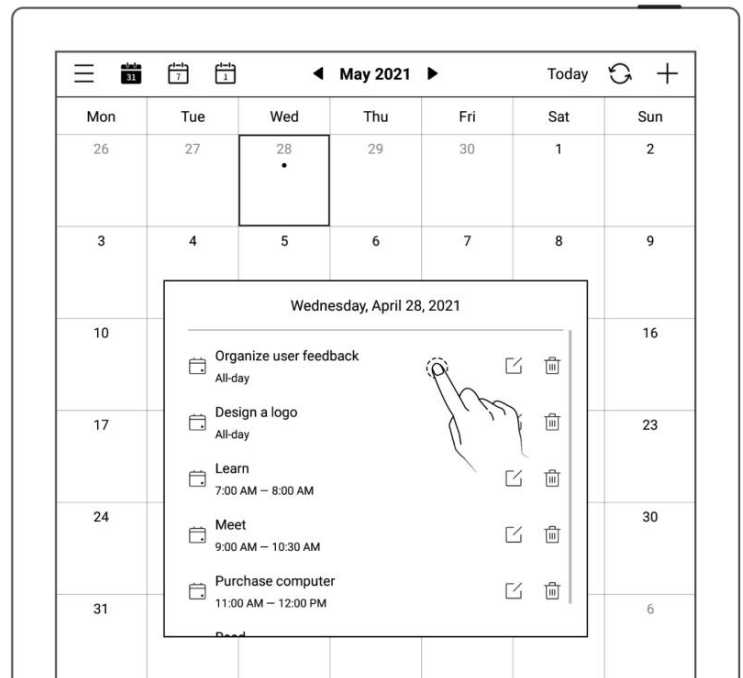 31 7 1 May 2021 Today
Mon Tue Wed Thu Fri Sat Sun
26 27 28 29 30 1 2
3 4 5 6 7 8 9
Wednesday, April 28, 2021
10 16
Organize user feedback
All-day
Design a logo
All-day
17 23
Learn
7:00 AM — 8:00 AM
24 30
Meet
9:00 AM — 10:30 AM
Purchase computer
11:00 AM — 12:00 PM
31 6